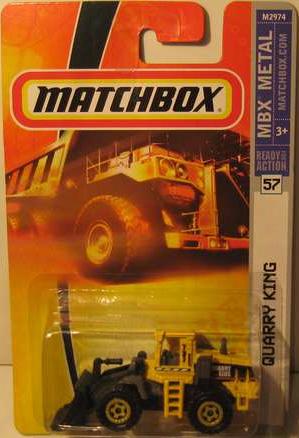 M2974
MATCHBOX
MBX METAL
MATCHBOX.COM
3+
READY FOR ACTION
57
QUARRY KING